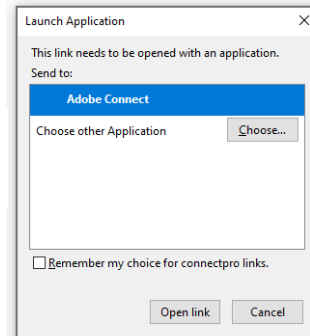 Launch Application
This link needs to be opened with an application.
Send to:
Adobe Connect
Choose other Application
Choose...
Remember my choice for connectpro links.
Open link
Cancel